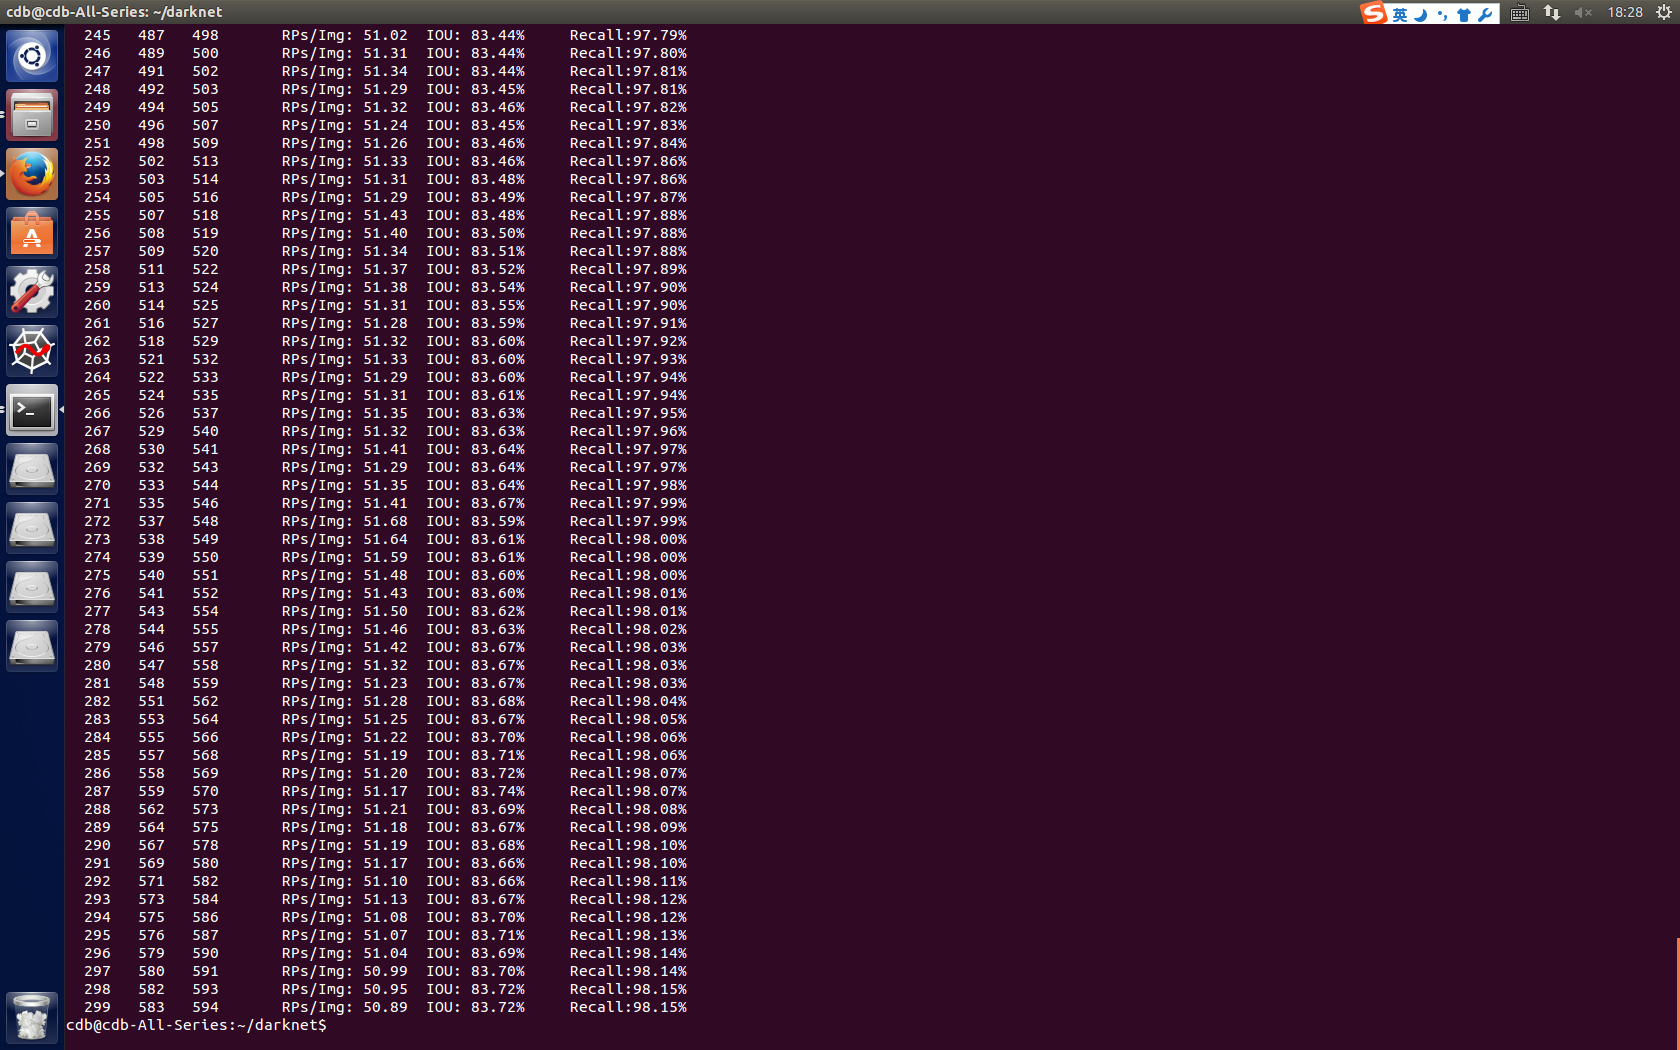 cdb@cdb-All-Series: ~/darknet
英
18:28
245 487 498 RPs/Img: 51.02 IOU: 83.44% Recall:97.79%
246 489 500 RPs/Img: 51.31 IOU: 83.44% Recall:97.80%
247 491 502 RPs/Img: 51.34 IOU: 83.44% Recall:97.81%
248 492 503 RPs/Img: 51.29 IOU: 83.45% Recall:97.81%
249 494 505 RPs/Img: 51.32 IOU: 83.46% Recall:97.82%
250 496 507 RPs/Img: 51.24 IOU: 83.45% Recall:97.83%
251 498 509 RPs/Img: 51.26 IOU: 83.46% Recall:97.84%
252 502 513 RPs/Img: 51.33 IOU: 83.46% Recall:97.86%
253 503 514 RPs/Img: 51.31 IOU: 83.48% Recall:97.86%
254 505 516 RPs/Img: 51.29 IOU: 83.49% Recall:97.87%
255 507 518 RPs/Img: 51.43 IOU: 83.48% Recall:97.88%
256 508 519 RPs/Img: 51.40 IOU: 83.50% Recall:97.88%
257 509 520 RPs/Img: 51.34 IOU: 83.51% Recall:97.88%
258 511 522 RPs/Img: 51.37 IOU: 83.52% Recall:97.89%
259 513 524 RPs/Img: 51.38 IOU: 83.54% Recall:97.90%
260 514 525 RPs/Img: 51.31 IOU: 83.55% Recall:97.90%
261 516 527 RPs/Img: 51.28 IOU: 83.59% Recall:97.91%
262 518 529 RPs/Img: 51.32 IOU: 83.60% Recall:97.92%
263 521 532 RPs/Img: 51.33 IOU: 83.60% Recall:97.93%
264 522 533 RPs/Img: 51.29 IOU: 83.60% Recall:97.94%
265 524 535 RPs/Img: 51.31 IOU: 83.61% Recall:97.94%
266 526 537 RPs/Img: 51.35 IOU: 83.63% Recall:97.95%
267 529 540 RPs/Img: 51.32 IOU: 83.63% Recall:97.96%
268 530 541 RPs/Img: 51.41 IOU: 83.64% Recall:97.97%
269 532 543 RPs/Img: 51.29 IOU: 83.64% Recall:97.97%
270 533 544 RPs/Img: 51.35 IOU: 83.64% Recall:97.98%
271 535 546 RPs/Img: 51.41 IOU: 83.67% Recall:97.99%
272 537 548 RPs/Img: 51.68 IOU: 83.59% Recall:97.99%
273 538 549 RPs/Img: 51.64 IOU: 83.61% Recall:98.00%
274 539 550 RPs/Img: 51.59 IOU: 83.61% Recall:98.00%
275 540 551 RPs/Img: 51.48 IOU: 83.60% Recall:98.00%
276 541 552 RPs/Img: 51.43 IOU: 83.60% Recall:98.01%
277 543 554 RPs/Img: 51.50 IOU: 83.62% Recall:98.01%
278 544 555 RPs/Img: 51.46 IOU: 83.63% Recall:98.02%
279 546 557 RPs/Img: 51.42 IOU: 83.67% Recall:98.03%
280 547 558 RPs/Img: 51.32 IOU: 83.67% Recall:98.03%
281 548 559 RPs/Img: 51.23 IOU: 83.67% Recall:98.03%
282 551 562 RPs/Img: 51.28 IOU: 83.68% Recall:98.04%
283 553 564 RPs/Img: 51.25 IOU: 83.67% Recall:98.05%
284 555 566 RPs/Img: 51.22 IOU: 83.70% Recall:98.06%
285 557 568 RPs/Img: 51.19 IOU: 83.71% Recall:98.06%
286 558 569 RPs/Img: 51.20 IOU: 83.72% Recall:98.07%
287 559 570 RPs/Img: 51.17 IOU: 83.74% Recall:98.07%
288 562 573 RPs/Img: 51.21 IOU: 83.69% Recall:98.08%
289 564 575 RPs/Img: 51.18 IOU: 83.67% Recall:98.09%
290 567 578 RPs/Img: 51.19 IOU: 83.68% Recall:98.10%
291 569 580 RPs/Img: 51.17 IOU: 83.66% Recall:98.10%
292 571 582 RPs/Img: 51.10 IOU: 83.66% Recall:98.11%
293 573 584 RPs/Img: 51.13 IOU: 83.67% Recall:98.12%
294 575 586 RPs/Img: 51.08 IOU: 83.70% Recall:98.12%
295 576 587 RPs/Img: 51.07 IOU: 83.71% Recall:98.13%
296 579 590 RPs/Img: 51.04 IOU: 83.69% Recall:98.14%
297 580 591 RPs/Img: 50.99 IOU: 83.70% Recall:98.14%
298 582 593 RPs/Img: 50.95 IOU: 83.72% Recall:98.15%
299 583 594 RPs/Img: 50.89 IOU: 83.72% Recall:98.15%
cdb@cdb-All-Series:~/darknet$